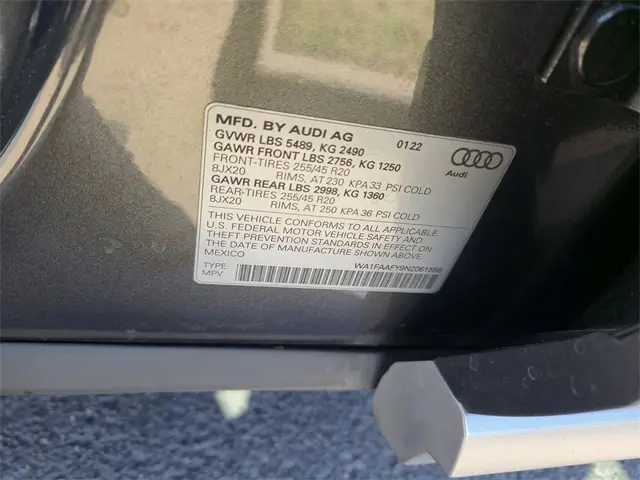 MFD. BY AUDI AG 01.22
GVWR LBS 5489, KG 2490
GAWR FRONT LBS 2756, KG 1250
FRONT-TIRES 255/45 R20
8JX20 RIMS, AT 230 KPA 33 PSI COLD
GAWR REAR LBS 2998, KG 1360
REAR-TIRES 255/45 R20
8JX20 RIMS, AT 250 KPA 36 PSI COLD
Audi
THIS VEHICLE CONFORMS TO ALL APPLICABLE
U.S. FEDERAL MOTOR VEHICLE SAFETY AND
THEFT PREVENTION STANDARDS IN EFFECT ON
THE DATE OF MANUFACTURE SHOWN ABOVE.
MEXICO
TYPE:
MPV